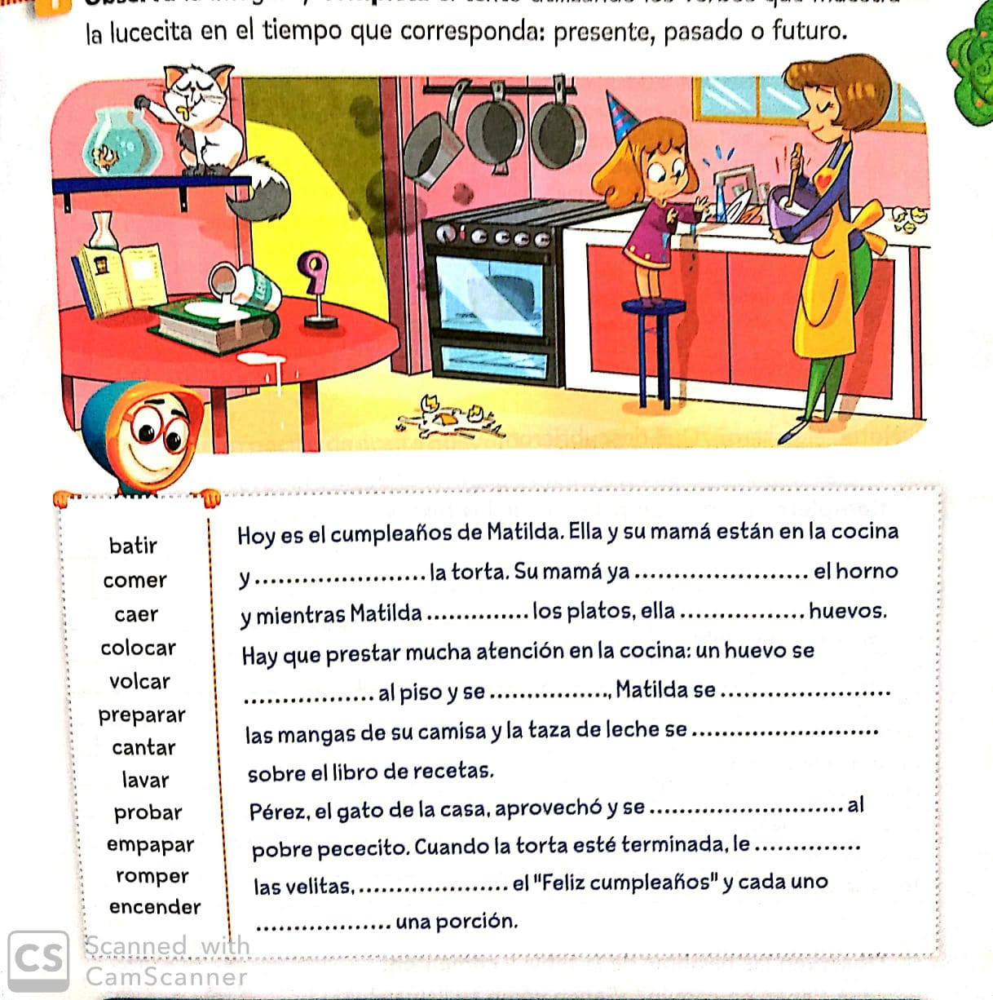 la lucecita en el tiempo que corresponda: presente, pasado o futuro.
9
batir
comer
caer
colocar
volcar
preparar
cantar
lavar
probar
empapar
romper
encender
Hoy es el cumpleaños de Matilda. Ella y su mamá están en la cocina
y ...................... la torta. Su mamá ya ...................... el horno
y mientras Matilda ............. los platos, ella ................ huevos.
Hay que prestar mucha atención en la cocina: un huevo se
................. al piso y se ..............., Matilda se ......................
las mangas de su camisa y la taza de leche se ........................
sobre el libro de recetas.
Pérez, el gato de la casa, aprovechó y se ......................... al
pobre pececito. Cuando la torta esté terminada, le ..............
las velitas, ................... el "Feliz cumpleaños" y cada uno
.................. una porción.
CS Scanned with
CamScanner